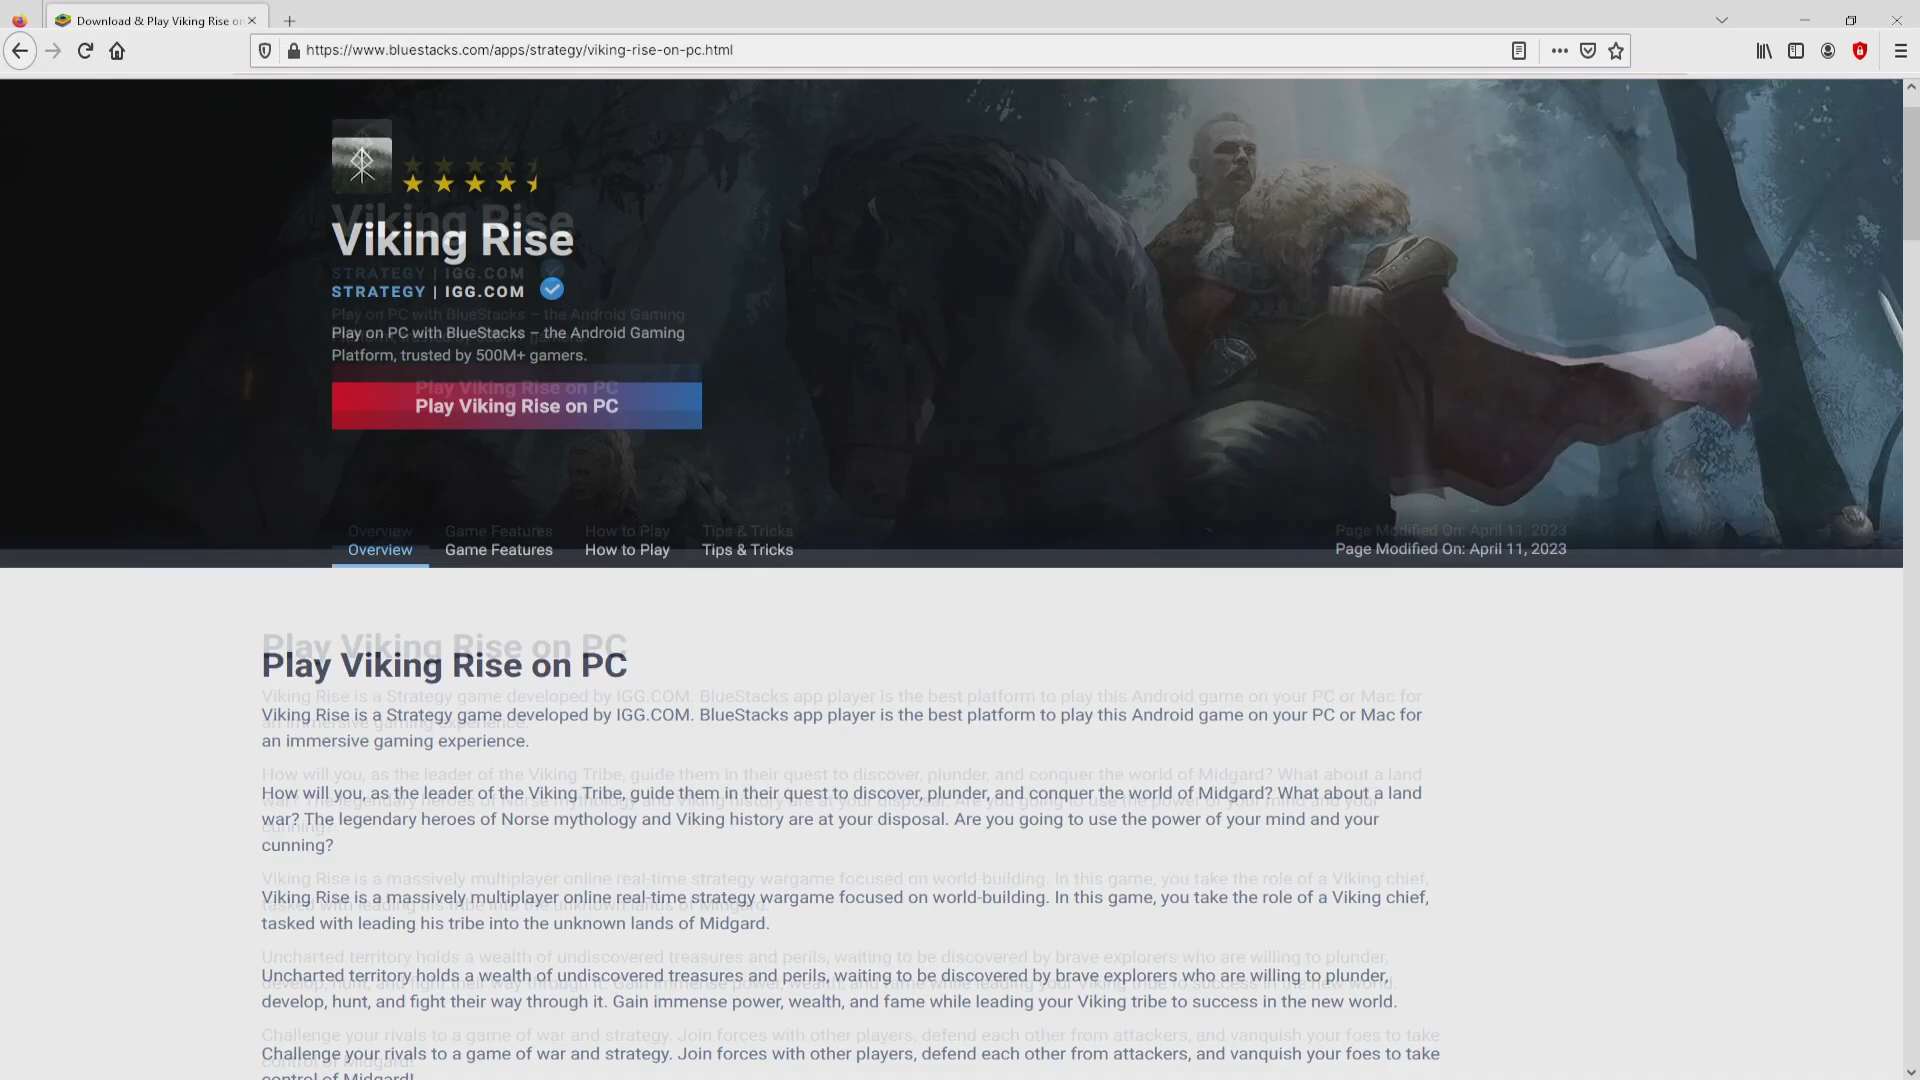 Download & Play Viking Rise on
https://www.bluestacks.com/apps/strategy/viking-rise-on-pc.html
Viking Rise
STRATEGY | IGG.COM
Play on PC with BlueStacks – the Android Gaming
Platform, trusted by 500M+ gamers.
Play Viking Rise on PC
Overview Game Features How to Play Tips & Tricks Page Modified On: April 11, 2023
Play Viking Rise on PC
Viking Rise is a Strategy game developed by IGG.COM. BlueStacks app player is the best platform to play this Android game on your PC or Mac for
an immersive gaming experience.
How will you, as the leader of the Viking Tribe, guide them in their quest to discover, plunder, and conquer the world of Midgard? What about a land
war? The legendary heroes of Norse mythology and Viking history are at your disposal. Are you going to use the power of your mind and your
cunning?
Viking Rise is a massively multiplayer online real-time strategy wargame focused on world-building. In this game, you take the role of a Viking chief,
tasked with leading his tribe into the unknown lands of Midgard.
Uncharted territory holds a wealth of undiscovered treasures and perils, waiting to be discovered by brave explorers who are willing to plunder,
develop, hunt, and fight their way through it. Gain immense power, wealth, and fame while leading your Viking tribe to success in the new world.
Challenge your rivals to a game of war and strategy. Join forces with other players, defend each other from attackers, and vanquish your foes to take
control of Midgard!